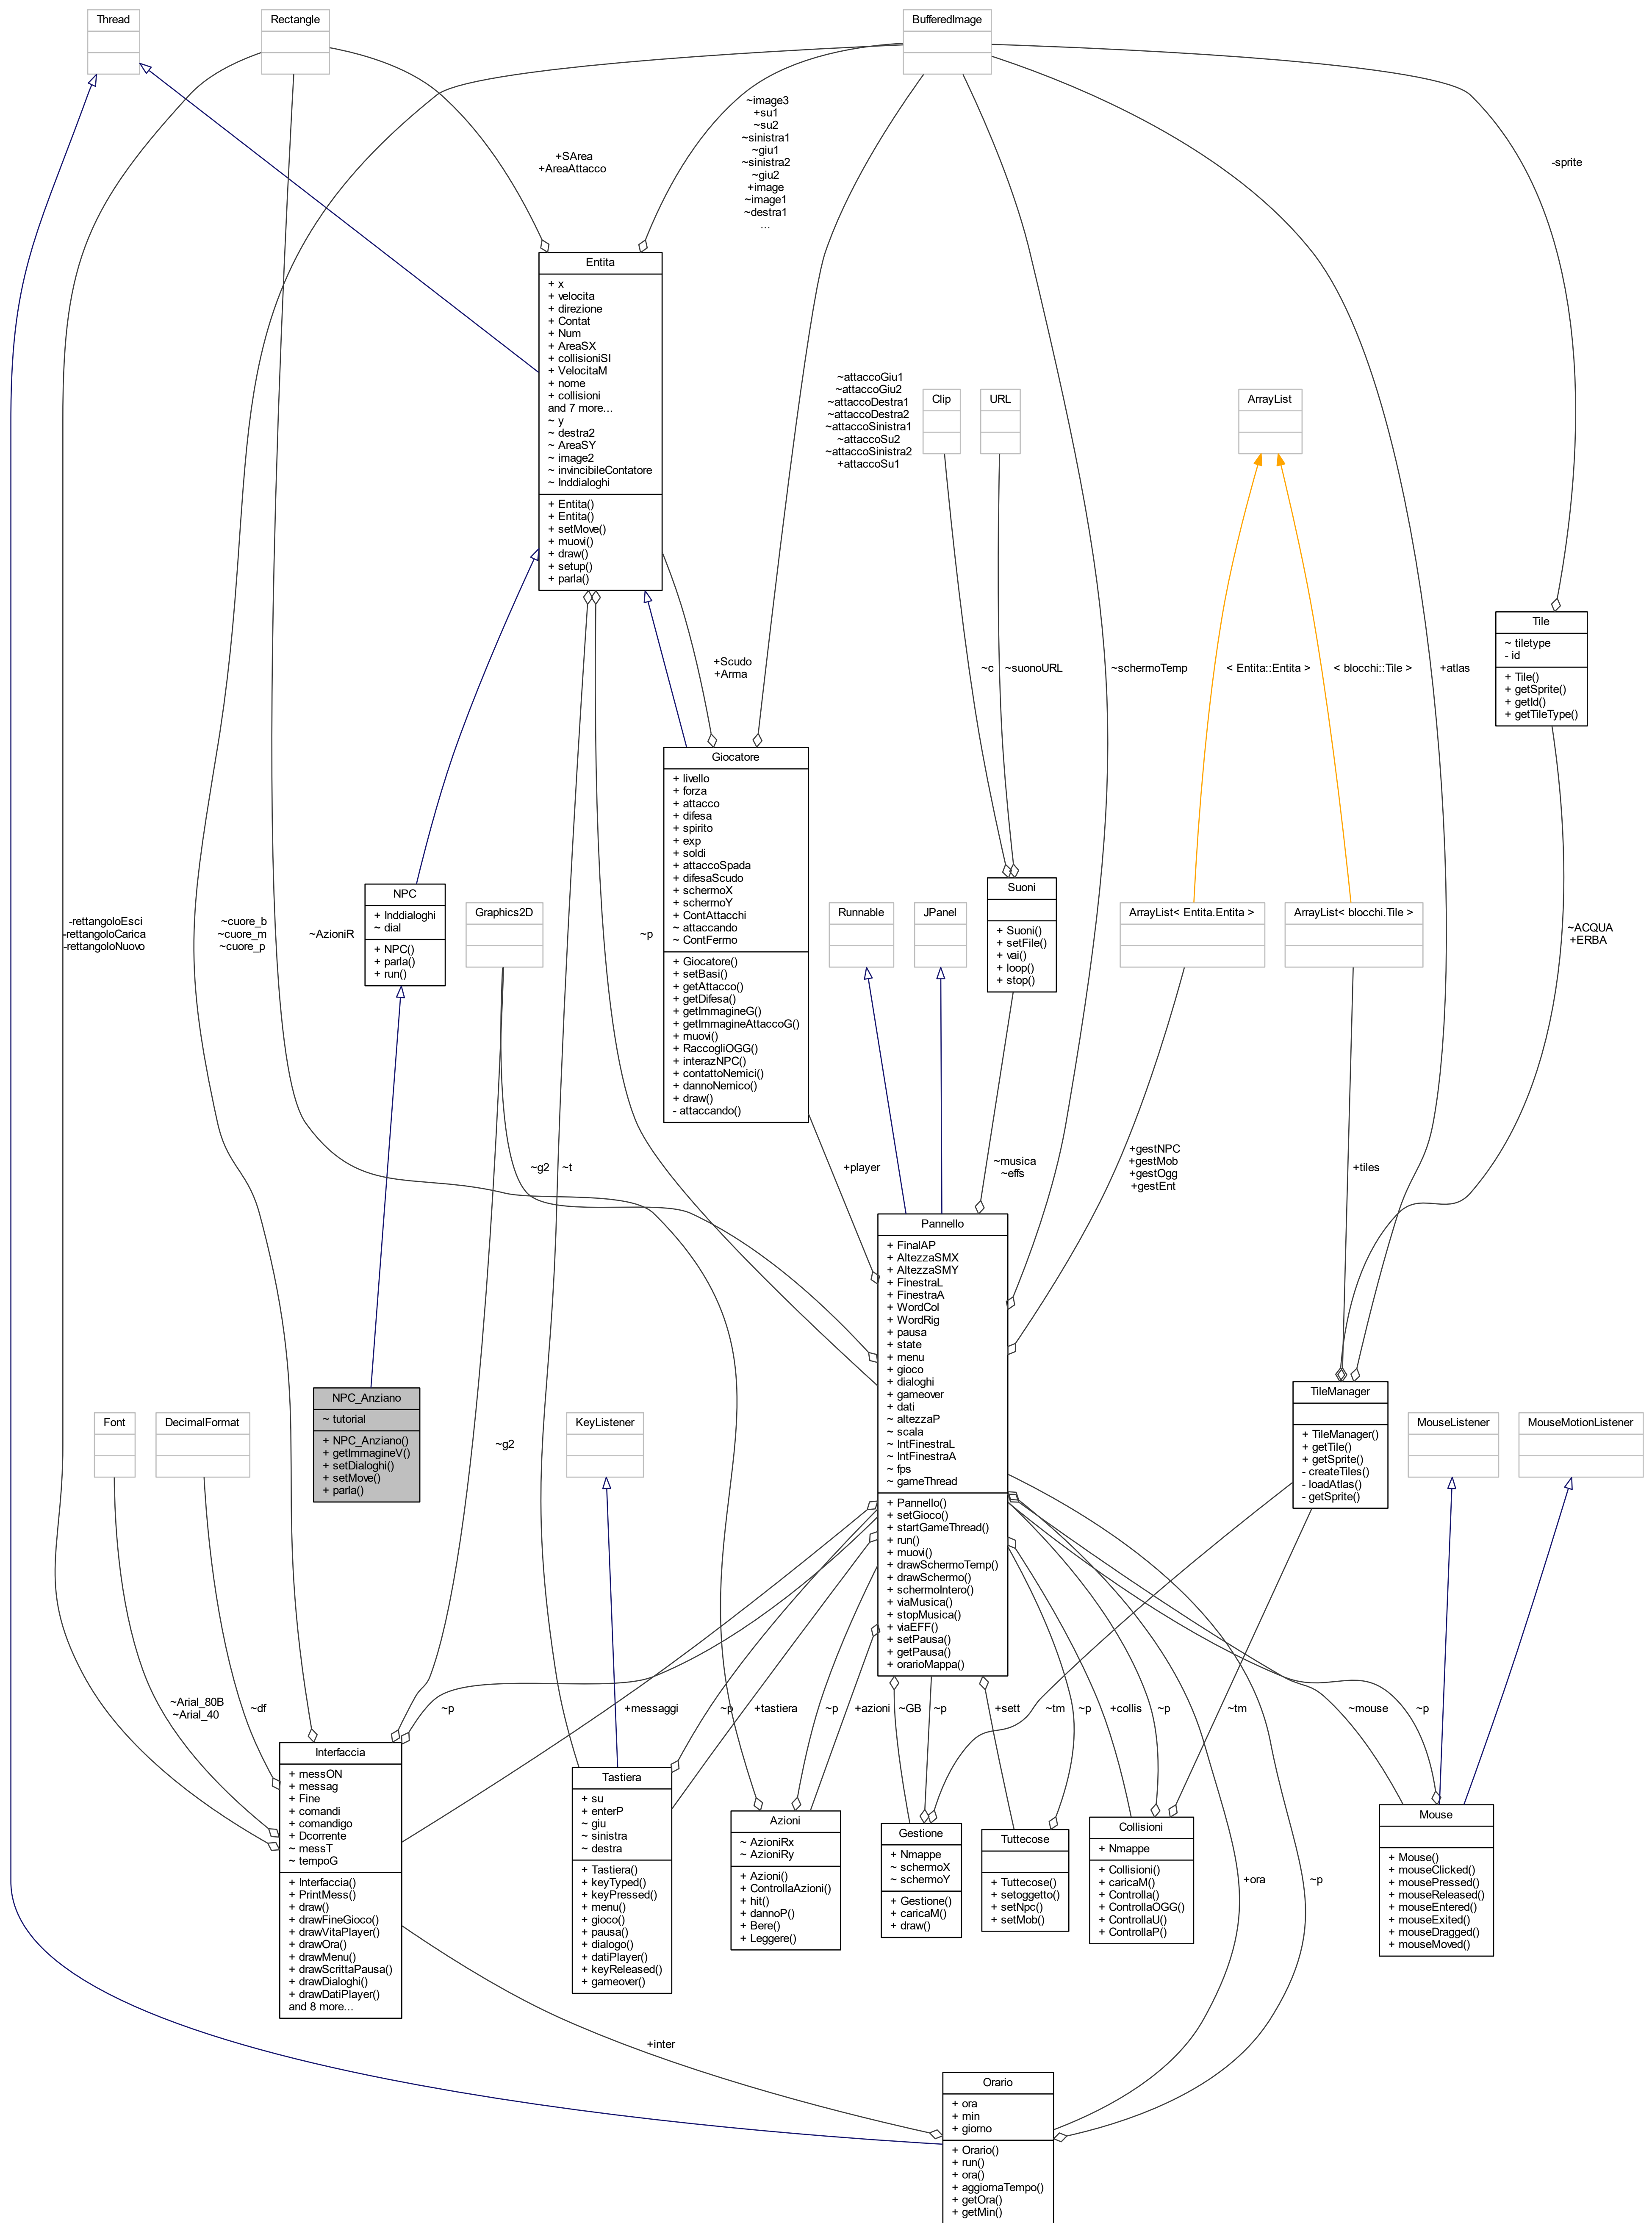 Thread
Rectangle
BufferedImage
~image3
+su1
~su2
~sinistra1
~giu1
~sinistra2
~giu2
+image
~image1
~destra1
...
+SArea
+AreaAttacco
-sprite
Entita
+ x
+ velocita
+ direzione
+ Contat
+ Num
+ AreaSX
+ collisioniSI
+ VelocitaM
+ nome
+ collisioni
and 7 more...
~ y
~ destra2
~ AreaSY
~ image2
~ invincibileContatore
~ Inddialoghi
+ Entita()
+ Entita()
+ setMove()
+ muovi()
+ draw()
+ setup()
+ parla()
~attaccoGiu1
~attaccoGiu2
~attaccoDestra1
~attaccoDestra2
~attaccoSinistra1
~attaccoSu2
~attaccoSinistra2
+attaccoSu1
Clip
URL
ArrayList
Tile
~ tiletype
- id
+ Tile()
+ getSprite()
+ getId()
+ getTileType()
+Scudo
+Arma
~c
~suonoURL
~schermoTemp
< Entita::Entita >
< blocchi::Tile >
+atlas
Giocatore
+ livello
+ forza
+ attacco
+ difesa
+ spirito
+ exp
+ soldi
+ attaccoSpada
+ difesaScudo
+ schermoX
+ schermoY
+ ContAttacchi
~ attaccando
~ ContFermo
+ Giocatore()
+ setBasi()
+ getAttacco()
+ getDifesa()
+ getImmagineG()
+ getImmagineAttaccoG()
+ muovi()
+ RaccogliOGG()
+ interazNPC()
+ contattoNemici()
+ dannoNemico()
+ draw()
- attaccando()
-rettangoloEsci
-rettangoloCarica
-rettangoloNuovo
~cuore_b
~cuore_m
~cuore_p
~AzioniR
NPC
+ Inddialoghi
~ dial
+ NPC()
+ parla()
+ run()
Graphics2D
~p
Runnable
JPanel
Suoni
+ Suoni()
+ setFile()
+ vai()
+ loop()
+ stop()
ArrayList< Entita.Entita >
ArrayList< blocchi.Tile >
~ACQUA
+ERBA
~g2
~t
+player
~musica
~effs
+gestNPC
+gestMob
+gestOgg
+gestEnt
+tiles
Pannello
+ FinalAP
+ AltezzaSMX
+ AltezzaSMY
+ FinestraL
+ FinestraA
+ WordCol
+ WordRig
+ pausa
+ state
+ menu
+ gioco
+ dialoghi
+ gameover
+ dati
~ altezzaP
~ scala
~ IntFinestraL
~ IntFinestraA
~ fps
~ gameThread
+ Pannello()
+ setGioco()
+ startGameThread()
+ run()
+ muovi()
+ drawSchermoTemp()
+ drawSchermo()
+ schermoIntero()
+ viaMusica()
+ stopMusica()
+ viaEFF()
+ setPausa()
+ getPausa()
+ orarioMappa()
Font
DecimalFormat
NPC_Anziano
~ tutorial
+ NPC_Anziano()
+ getImmagineV()
+ setDialoghi()
+ setMove()
+ parla()
~g2
KeyListener
TileManager
+ TileManager()
+ getTile()
+ getSprite()
- createTiles()
- loadAtlas()
- getSprite()
MouseListener
MouseMotionListener
~Arial_80B
~Arial_40
~df
~p
+messaggi
~p
+tastiera
~p
+azioni
~GB
~p
+sett
~tm
~p
+collis
~p
~tm
~mouse
~p
Interfaccia
+ messON
+ messag
+ Fine
+ comandi
+ comandigo
+ Dcorrente
~ messT
~ tempoG
+ Interfaccia()
+ PrintMess()
+ draw()
+ drawFineGioco()
+ drawVitaPlayer()
+ drawOra()
+ drawMenu()
+ drawScrittaPausa()
+ drawDialoghi()
+ drawDatiPlayer()
and 8 more...
Tastiera
+ su
+ enterP
~ giu
~ sinistra
~ destra
+ Tastiera()
+ keyTyped()
+ keyPressed()
+ menu()
+ gioco()
+ pausa()
+ dialogo()
+ datiPlayer()
+ keyReleased()
+ gameover()
Azioni
~ AzioniRx
~ AzioniRy
+ Azioni()
+ ControllaAzioni()
+ hit()
+ dannoP()
+ Bere()
+ Leggere()
Gestione
+ Nmappe
~ schermoX
~ schermoY
+ Gestione()
+ caricaM()
+ draw()
Tuttecose
+ Tuttecose()
+ setoggetto()
+ setNpc()
+ setMob()
Collisioni
+ Nmappe
+ Collisioni()
+ caricaM()
+ Controlla()
+ ControllaOGG()
+ ControllaU()
+ ControllaP()
Mouse
+ Mouse()
+ mouseClicked()
+ mousePressed()
+ mouseReleased()
+ mouseEntered()
+ mouseExited()
+ mouseDragged()
+ mouseMoved()
+ora
~p
+inter
Orario
+ ora
+ min
+ giorno
+ Orario()
+ run()
+ ora()
+ aggiornaTempo()
+ getOra()
+ getMin()